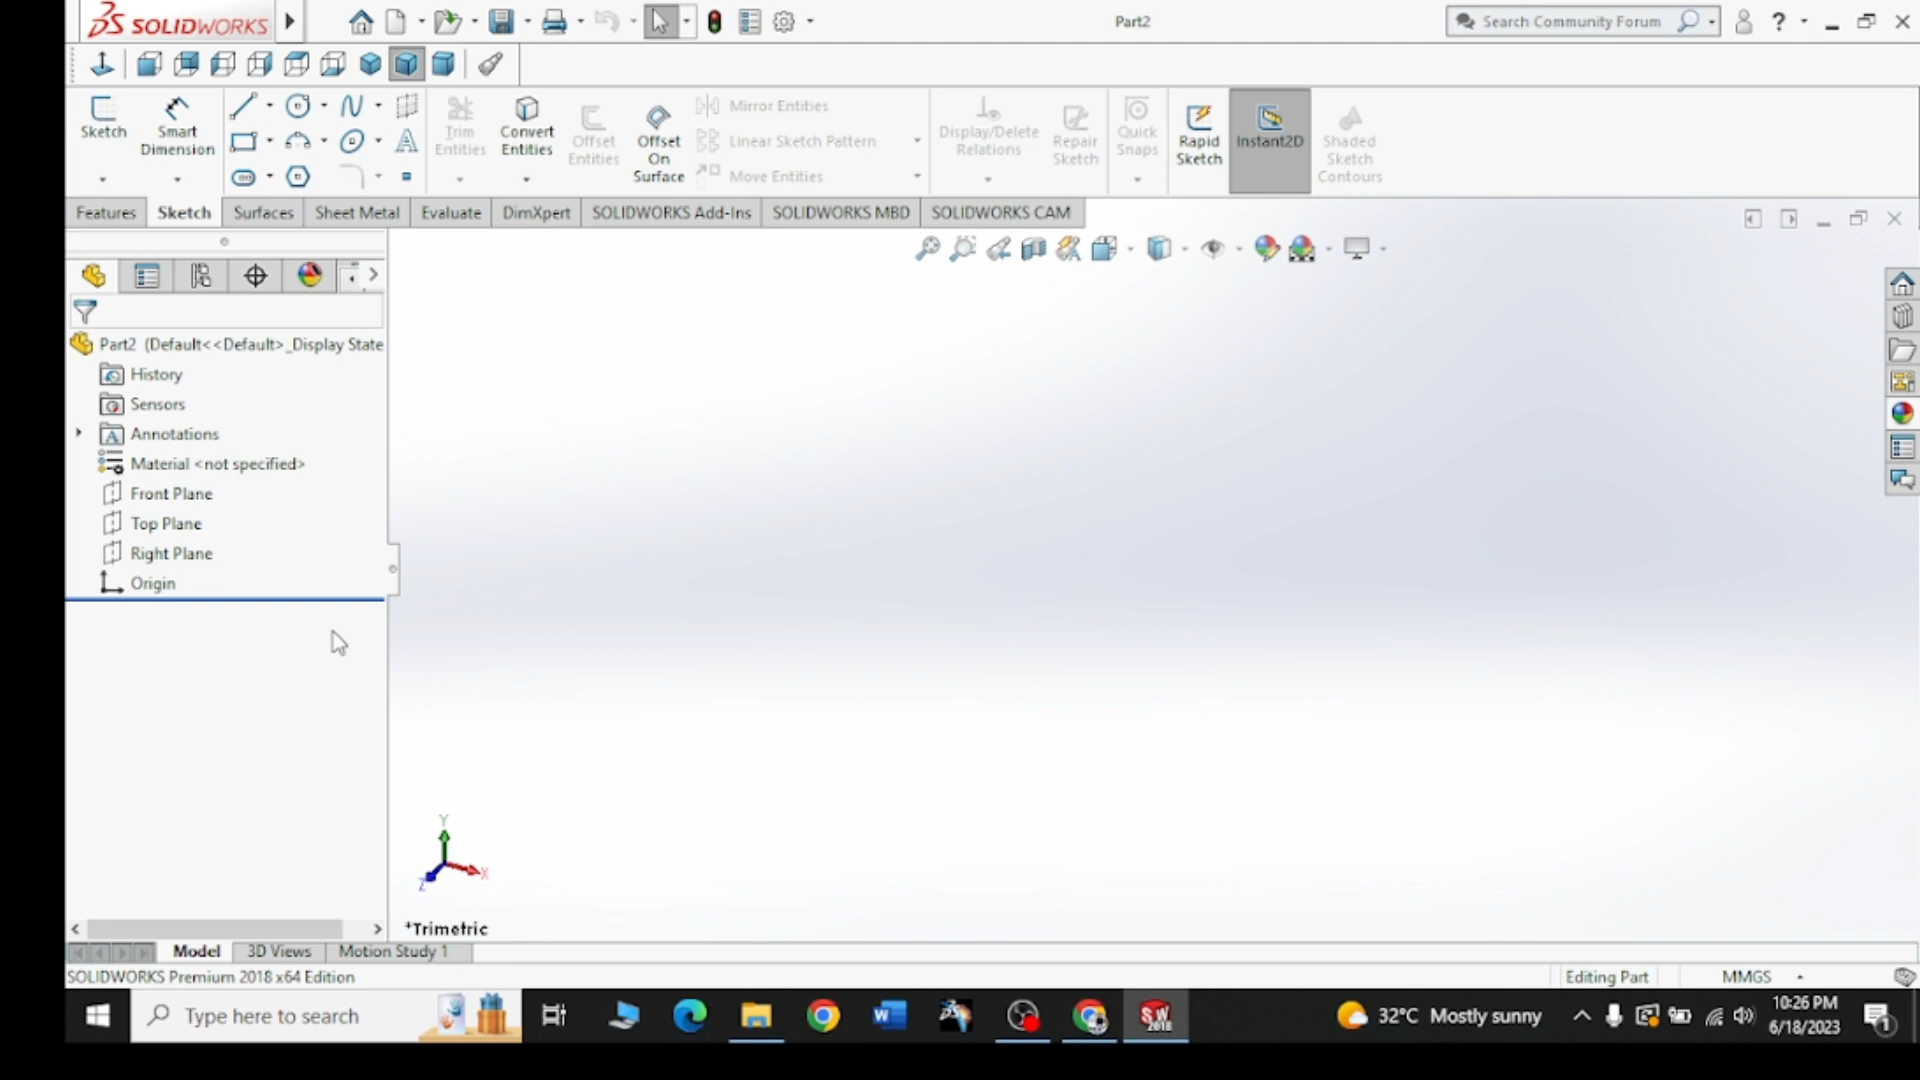 SOLIDWORKS
Part2
Search Community Forum
?
Sketch
Smart Dimension
Trim Entities
Convert Entities
Offset Entities
Offset On Surface
Mirror Entities
Linear Sketch Pattern
Move Entities
Display/Delete Relations
Repair Sketch
Quick Snaps
Rapid Sketch
Instant2D
Shaded Sketch Contours
Features Sketch Surfaces Sheet Metal Evaluate DimXpert SOLIDWORKS Add-Ins SOLIDWORKS MBD SOLIDWORKS CAM
Part2 (Default<<Default>_Display State
History
Sensors
Annotations
Material <not specified>
Front Plane
Top Plane
Right Plane
Origin
Y
X
Z
*Trimetric
Model 3D Views Motion Study 1
SOLIDWORKS Premium 2018 x64 Edition
Editing Part
MMGS
Type here to search
32°C Mostly sunny
10:26 PM
6/18/2023